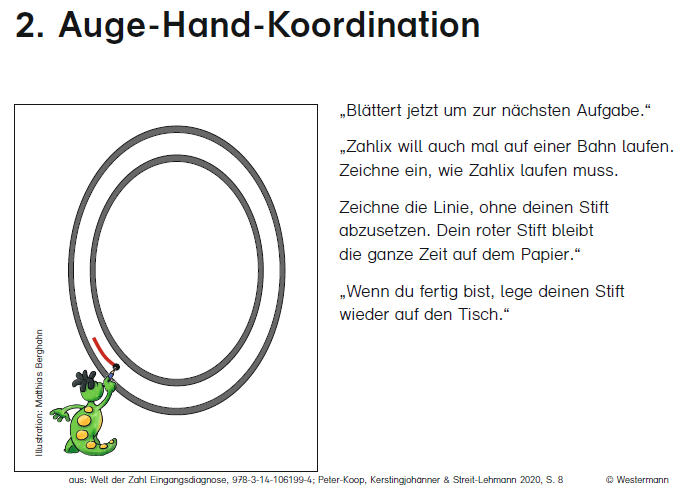 2. Auge-Hand-Koordination
„Blättert jetzt um zur nächsten Aufgabe.“
„Zahlix will auch mal auf einer Bahn laufen.
Zeichne ein, wie Zahlix laufen muss.
Zeichne die Linie, ohne deinen Stift
abzusetzen. Dein roter Stift bleibt
die ganze Zeit auf dem Papier.“
„Wenn du fertig bist, lege deinen Stift
wieder auf den Tisch.“
Illustration: Matthias Berghahn
aus: Welt der Zahl Eingangsdiagnose, 978-3-14-106199-4; Peter-Koop, Kerstingjohänner & Streit-Lehmann 2020, S. 8
© Westermann